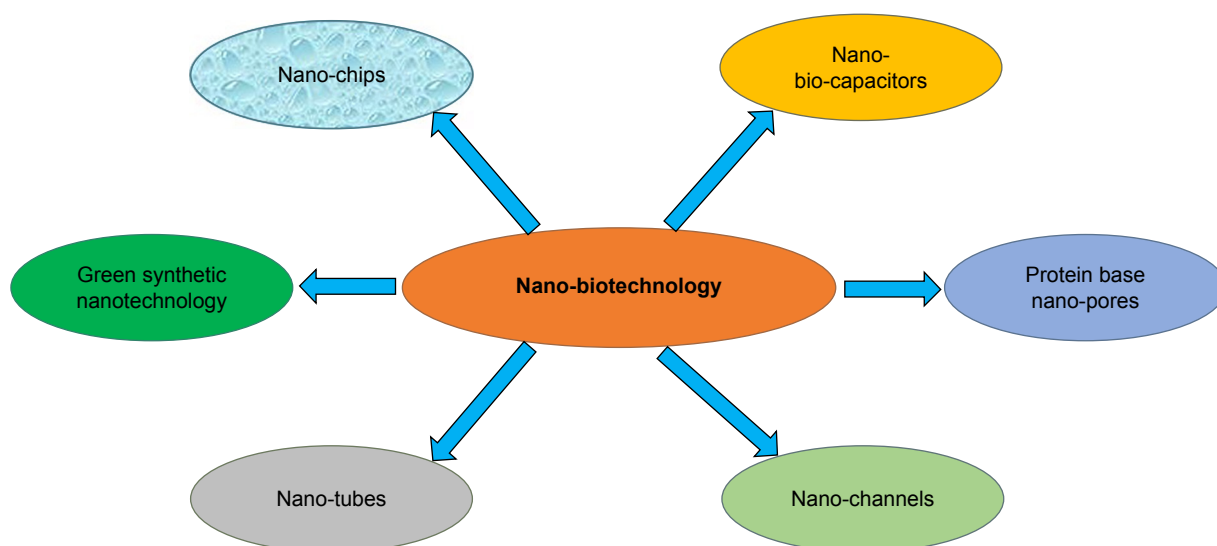 Nano-chips
Nano-
bio-capacitors
Green synthetic
nanotechnology
Nano-biotechnology
Protein base
nano-pores
Nano-tubes
Nano-channels